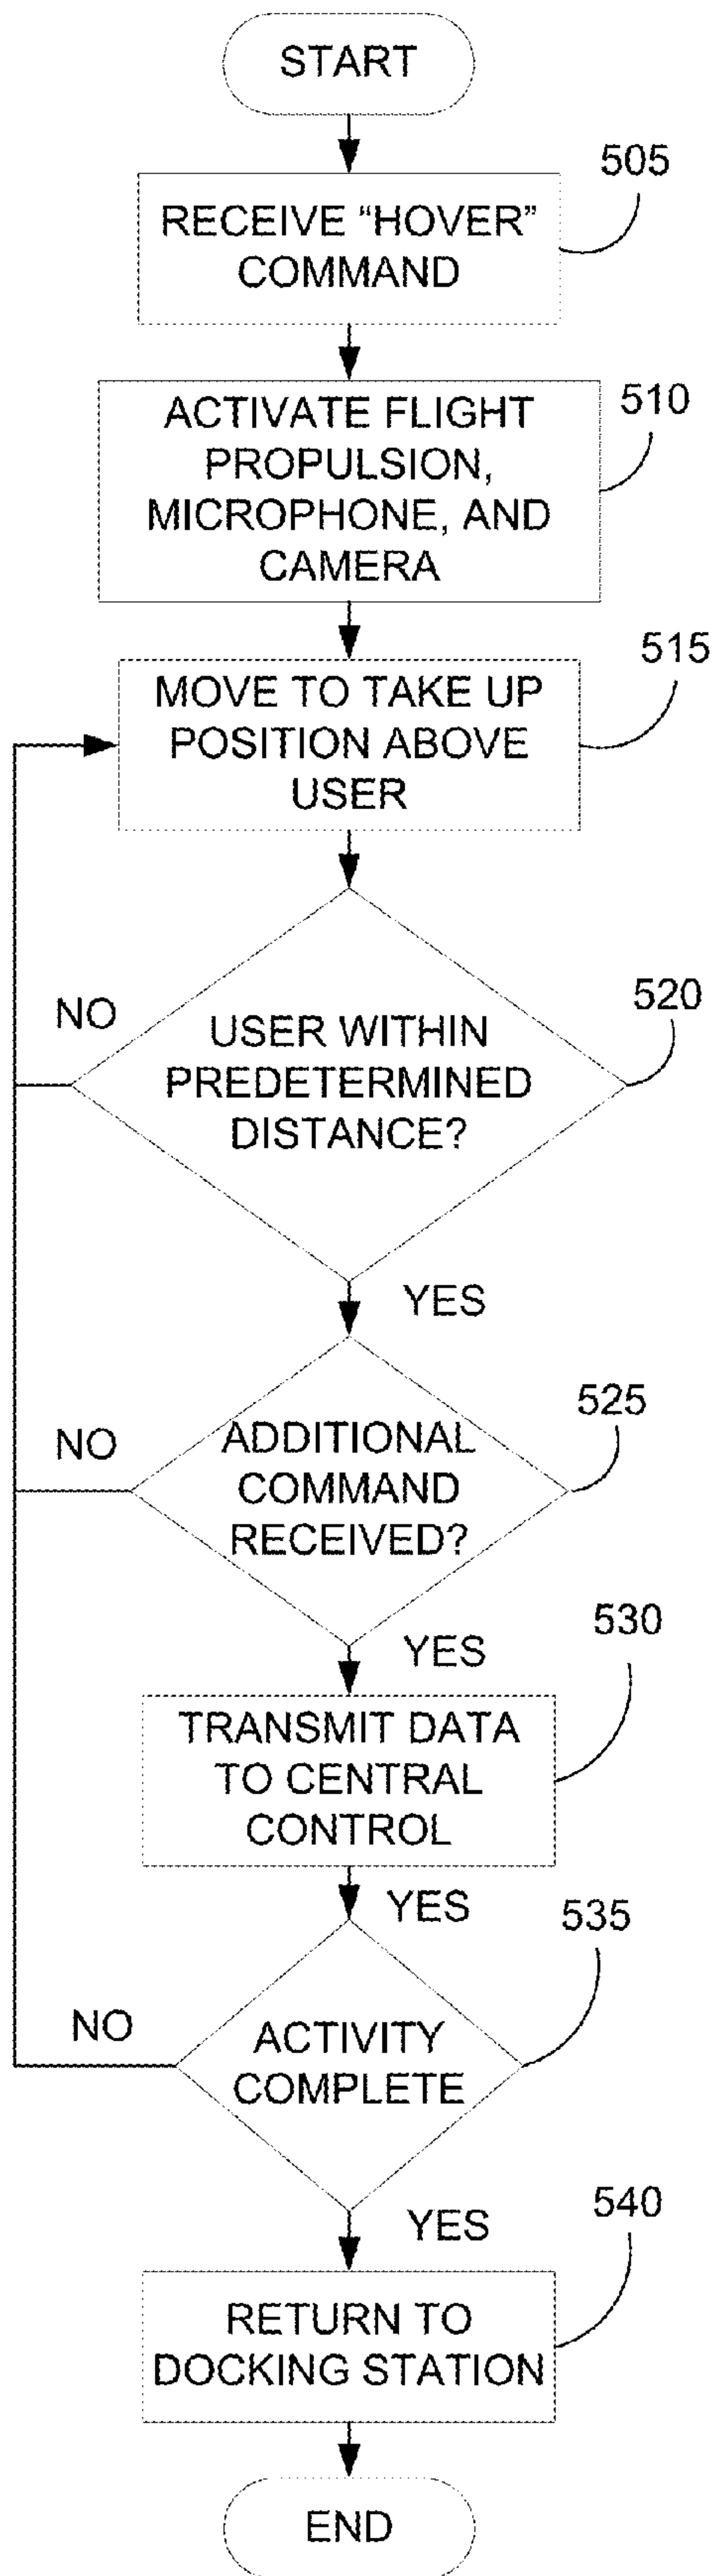 START
505
RECEIVE “HOVER”
COMMAND
510
ACTIVATE FLIGHT
PROPULSION,
MICROPHONE, AND
CAMERA
515
MOVE TO TAKE UP
POSITION ABOVE
USER
520
NO
USER WITHIN
PREDETERMINED
DISTANCE?
YES
525
NO
ADDITIONAL
COMMAND
RECEIVED?
YES
530
TRANSMIT DATA
TO CENTRAL
CONTROL
YES
535
NO
ACTIVITY
COMPLETE
YES
540
RETURN TO
DOCKING STATION
END